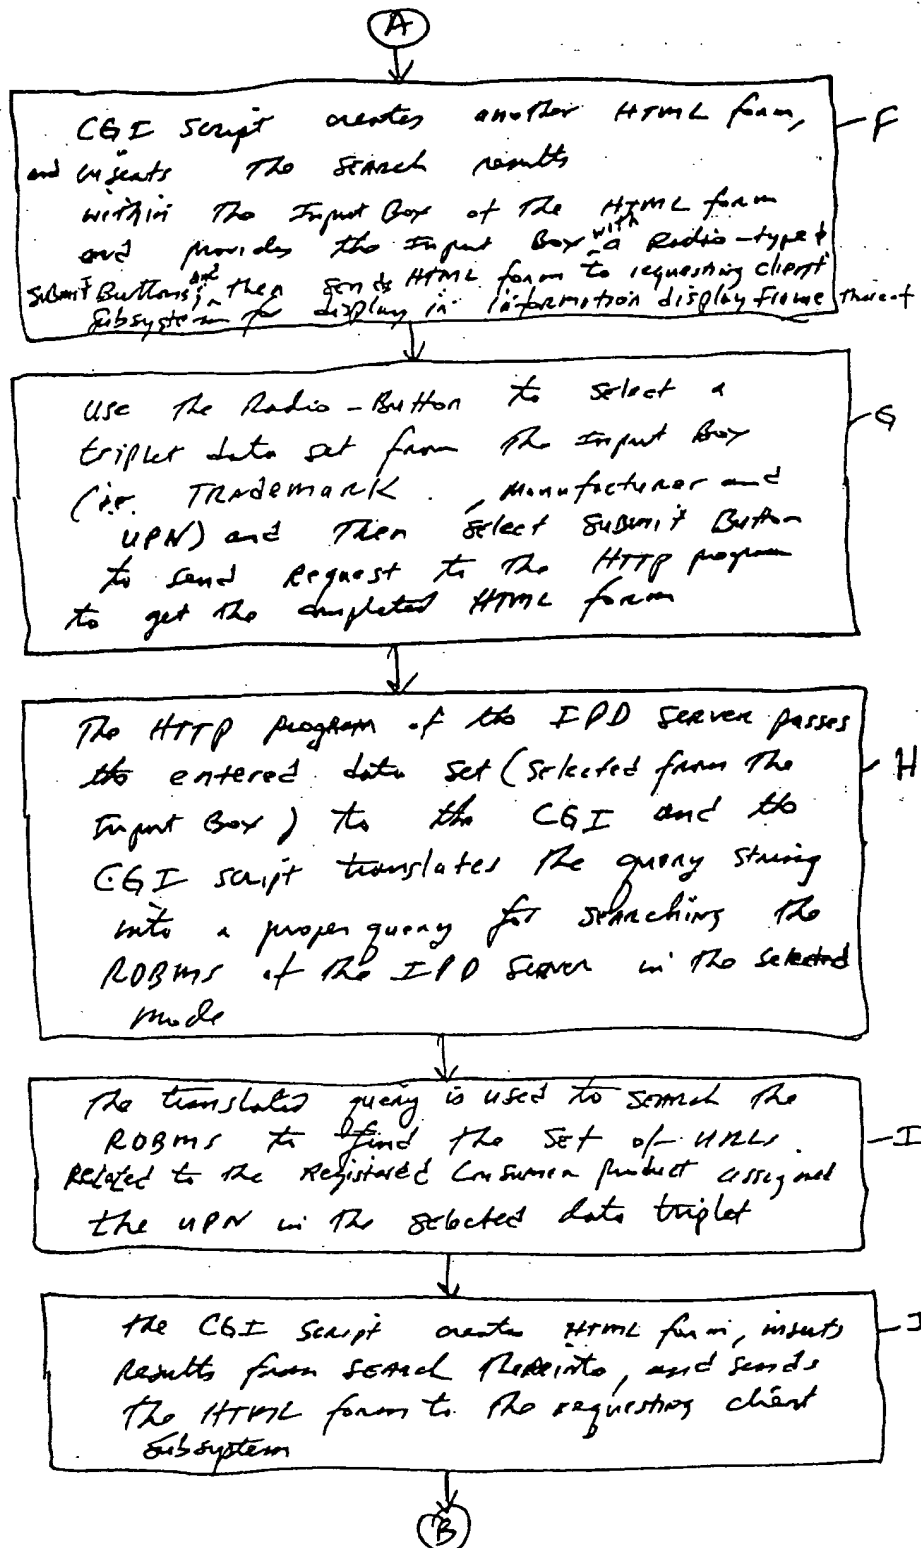 A
CGI Script creates another HTML form, F
and inserts the SEARCH results
within the Input Box of the HTML form
and provides the Input Box with a Radio-type &
Submit Buttons; and then sends HTML form to requesting client
Subsystem for display in information display frame thereof
use the Radio-Button to select a
triplet data set from the Input Box G
(i.e. TRademaRK , Manufacturer and
UPN) and Then select Submit Button
to send Request to the HTTP program
to get the completed HTML form
The HTTP program of the IPD Server passes
the entered data set (selected from The H
Input Box) to the CGI and the
CGI script translates the query string
into a proper query for SEARching the
RDBMS of the IPD Server in the selected
mode
The translated query is used to SEARCH the
RDBMS to find the set of URLs I
Related to the Registered Consumer product assigned
the UPN in the selected data triplet
the CGI Script creates HTML form, inserts J
Results from SEARCH thereinto, and sends
the HTML form to the requesting client
Subsystem
B